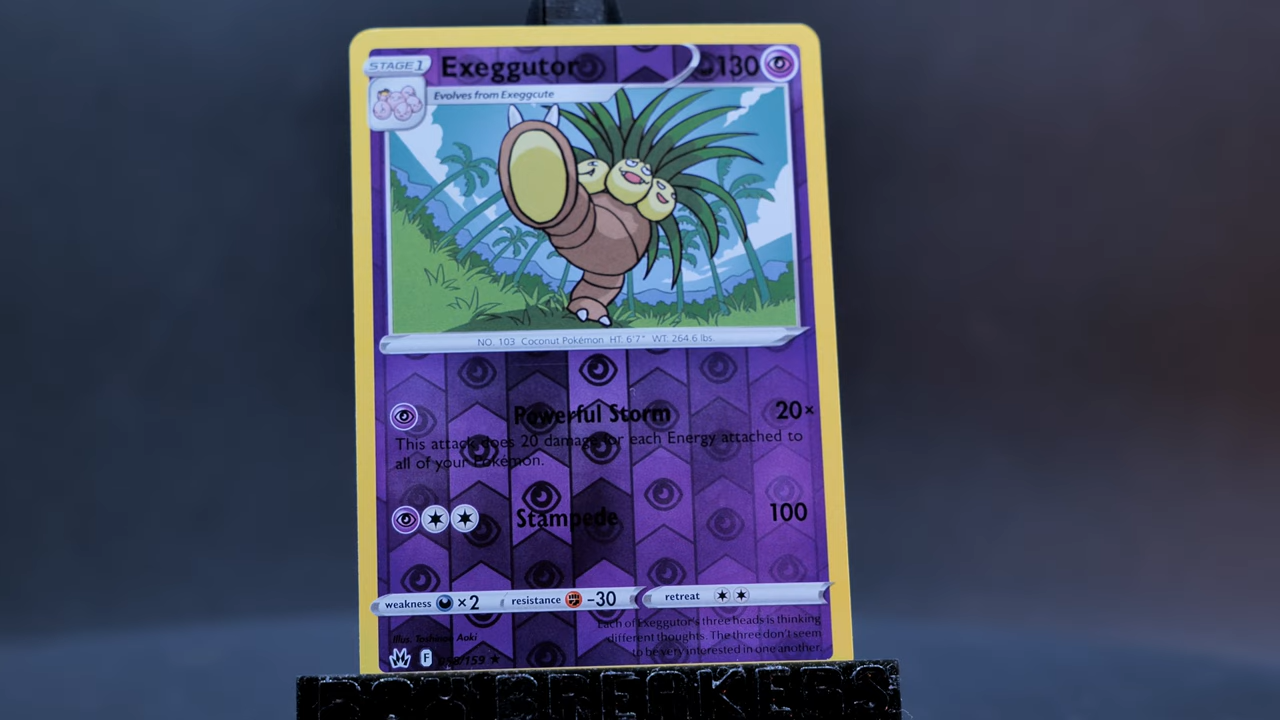 STAGE 1
Exeggutor
130
Evolves from Exeggcute
NO. 103 Coconut Pokémon HT: 6'7" WT: 264.6 lbs.
Powerful Storm 20×
This attack does 20 damage for each Energy attached to
all of your Pokémon.
Stampede 100
weakness ×2 resistance -30 retreat
Each of Exeggutor's three heads is thinking
different thoughts. The three don't seem
to be very interested in one another.
Illus. Aoki
F /159 ★
BOXBREAKERS